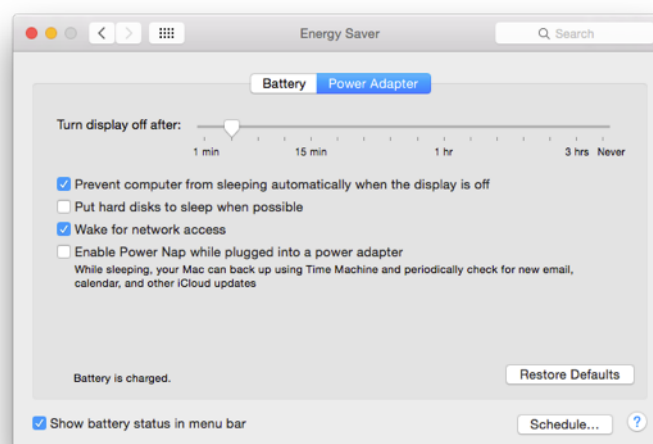 Energy Saver
Search
Battery Power Adapter
Turn display off after:
1 min 15 min 1 hr 3 hrs Never
Prevent computer from sleeping automatically when the display is off
Put hard disks to sleep when possible
Wake for network access
Enable Power Nap while plugged into a power adapter
While sleeping, your Mac can back up using Time Machine and periodically check for new email,
calendar, and other iCloud updates
Battery is charged.
Restore Defaults
Show battery status in menu bar
Schedule...
?